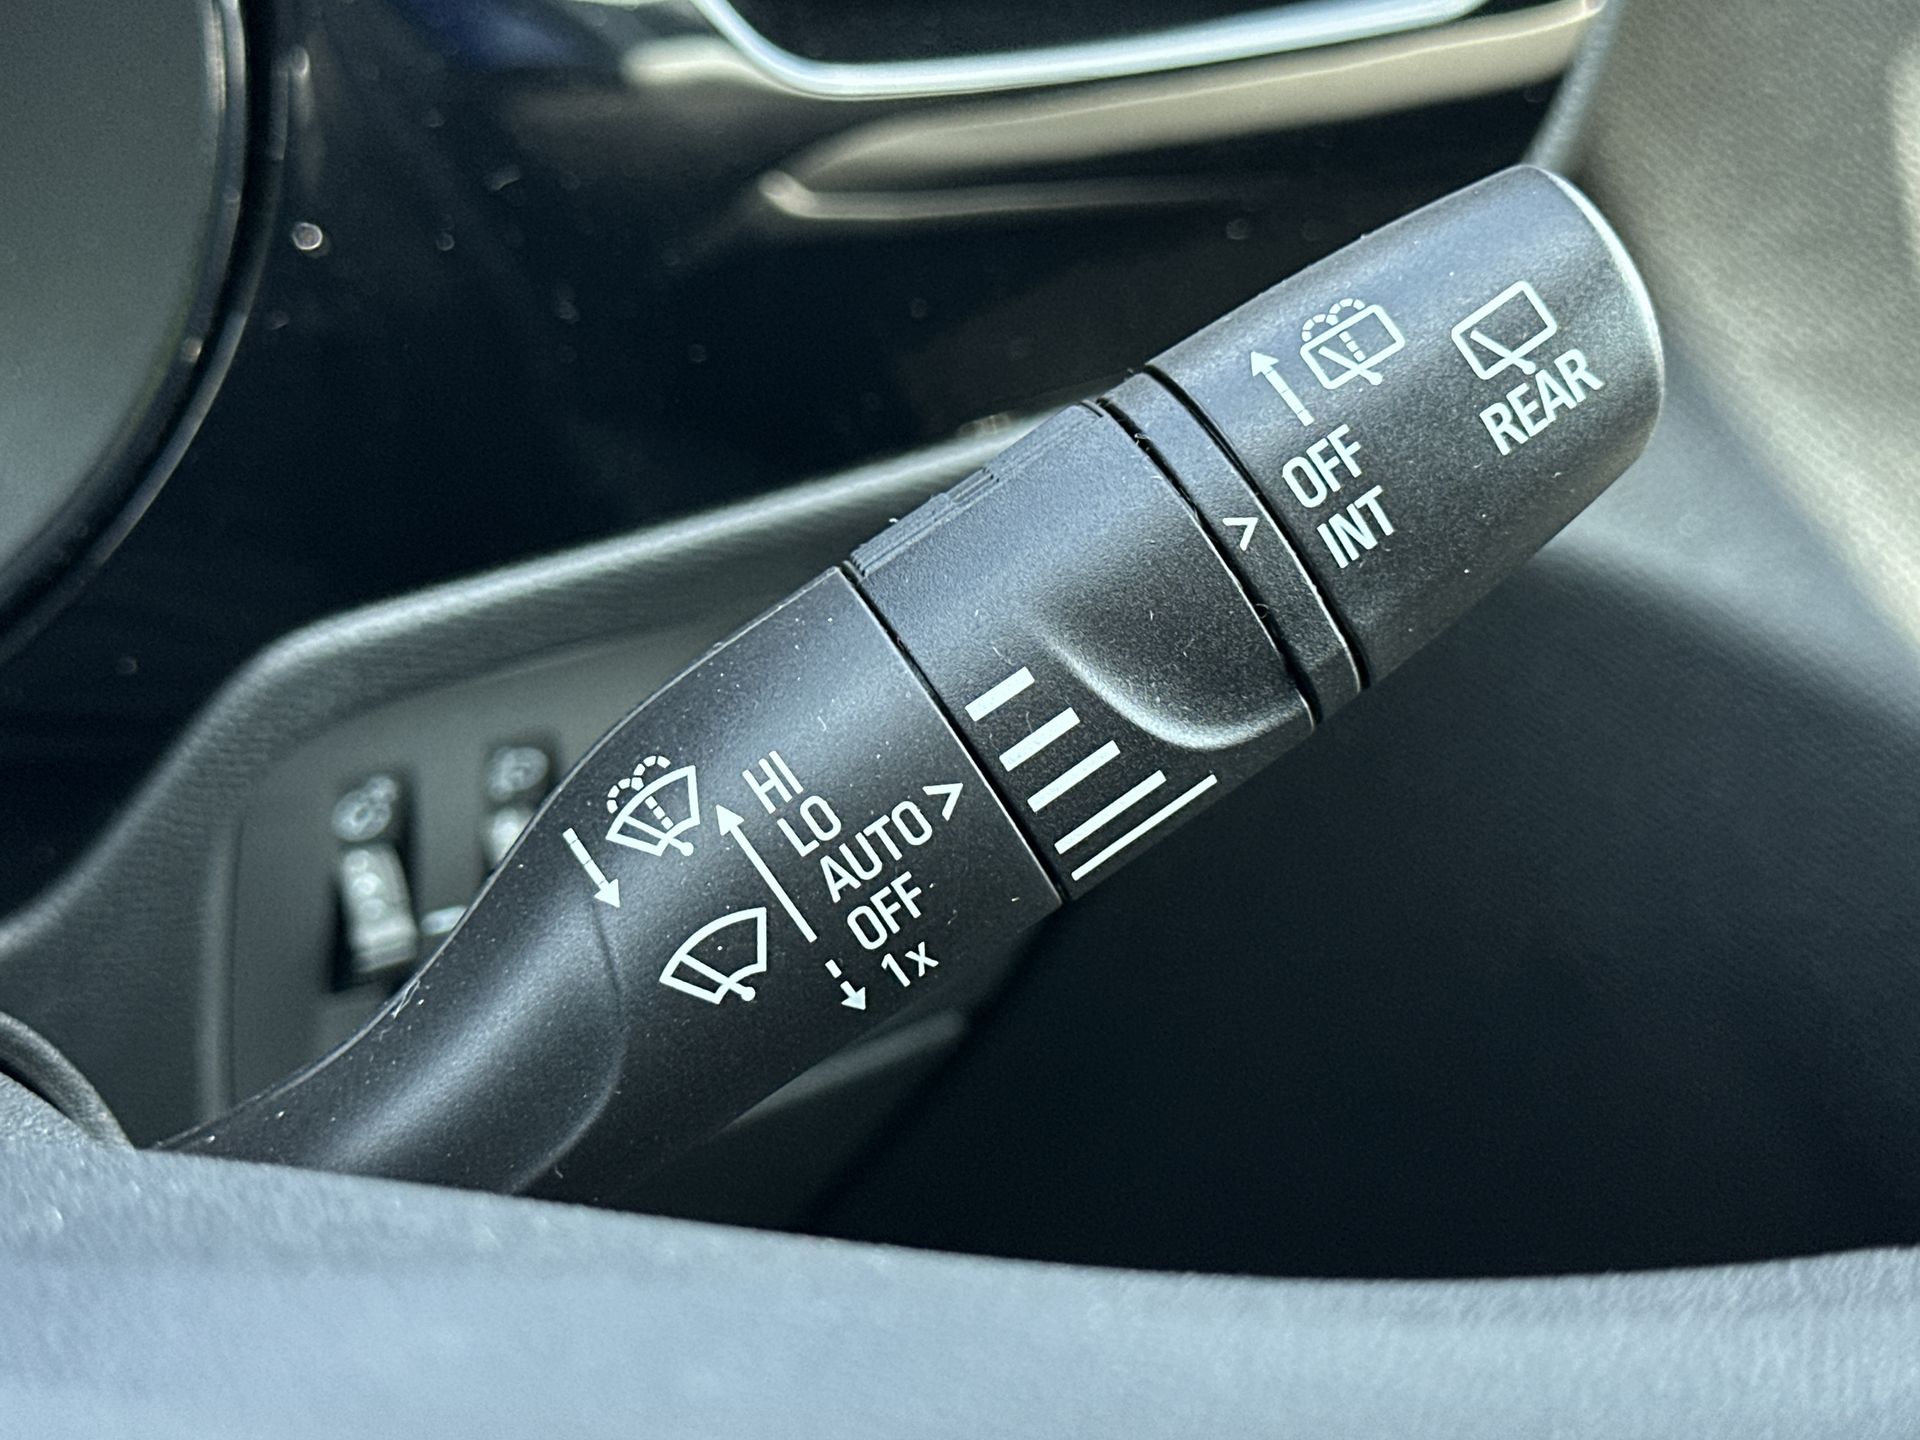 HI
LO
AUTO >
OFF
1x
>
OFF
INT
REAR